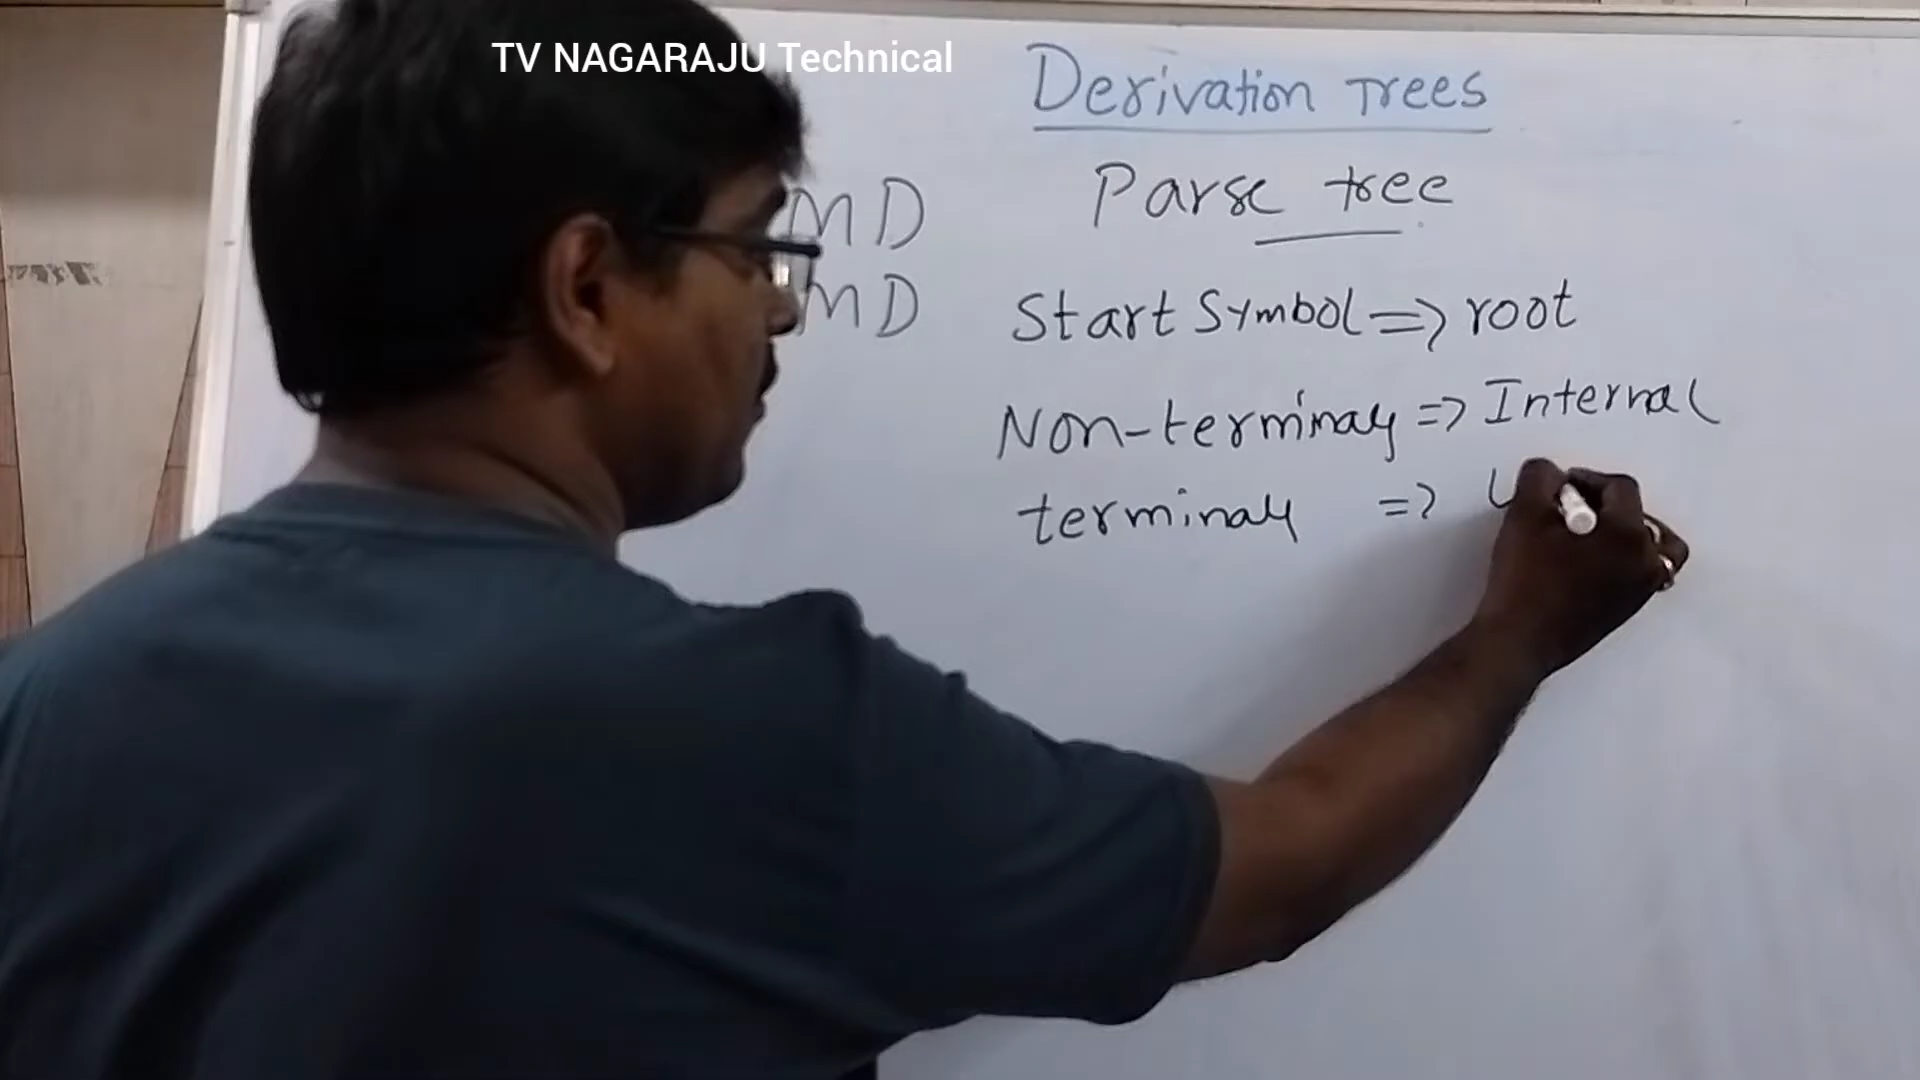 TV NAGARAJU Technical
Derivation Trees
Parse tree
MD
MD
Start Symbol => root
Non-terminals => Internal
terminals =>